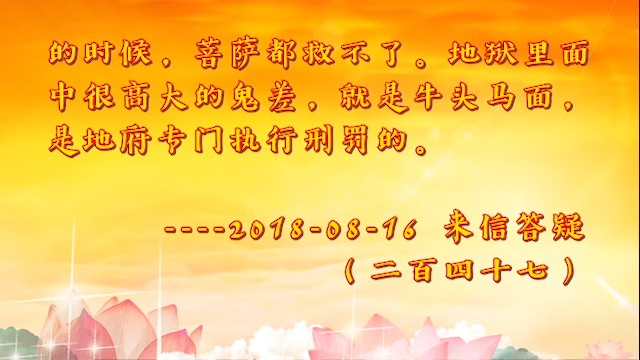 的时候，菩萨都救不了。地狱里面
中很高大的鬼差，就是牛头马面，
是地府专门执行刑罚的。
----2018-08-16 来信答疑
（二百四十七）